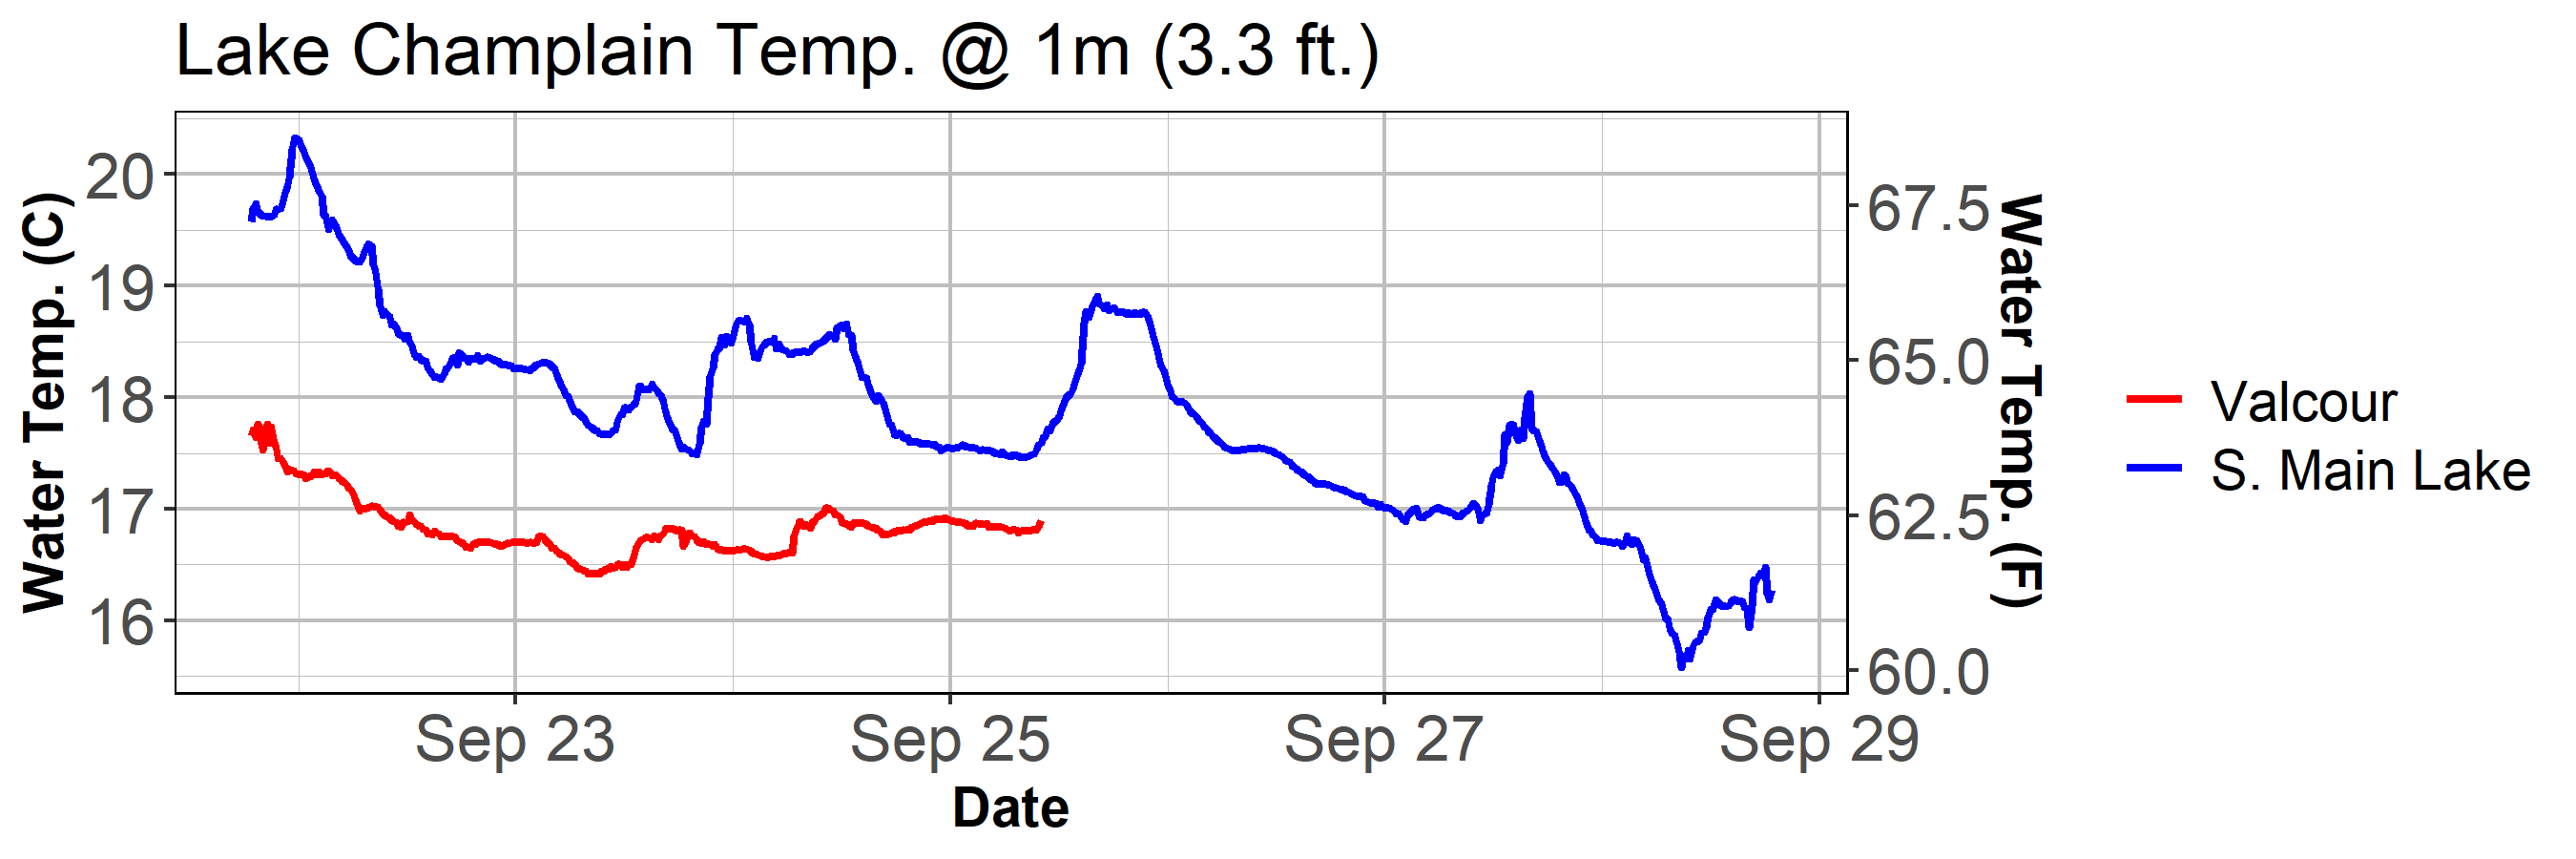 Lake Champlain Temp. @ 1m (3.3 ft.)
Water Temp. (C)
20
19
18
17
16
67.5
65.0
62.5
60.0
Water Temp. (F)
Sep 23
Sep 25
Sep 27
Sep 29
Date
Valcour
S. Main Lake